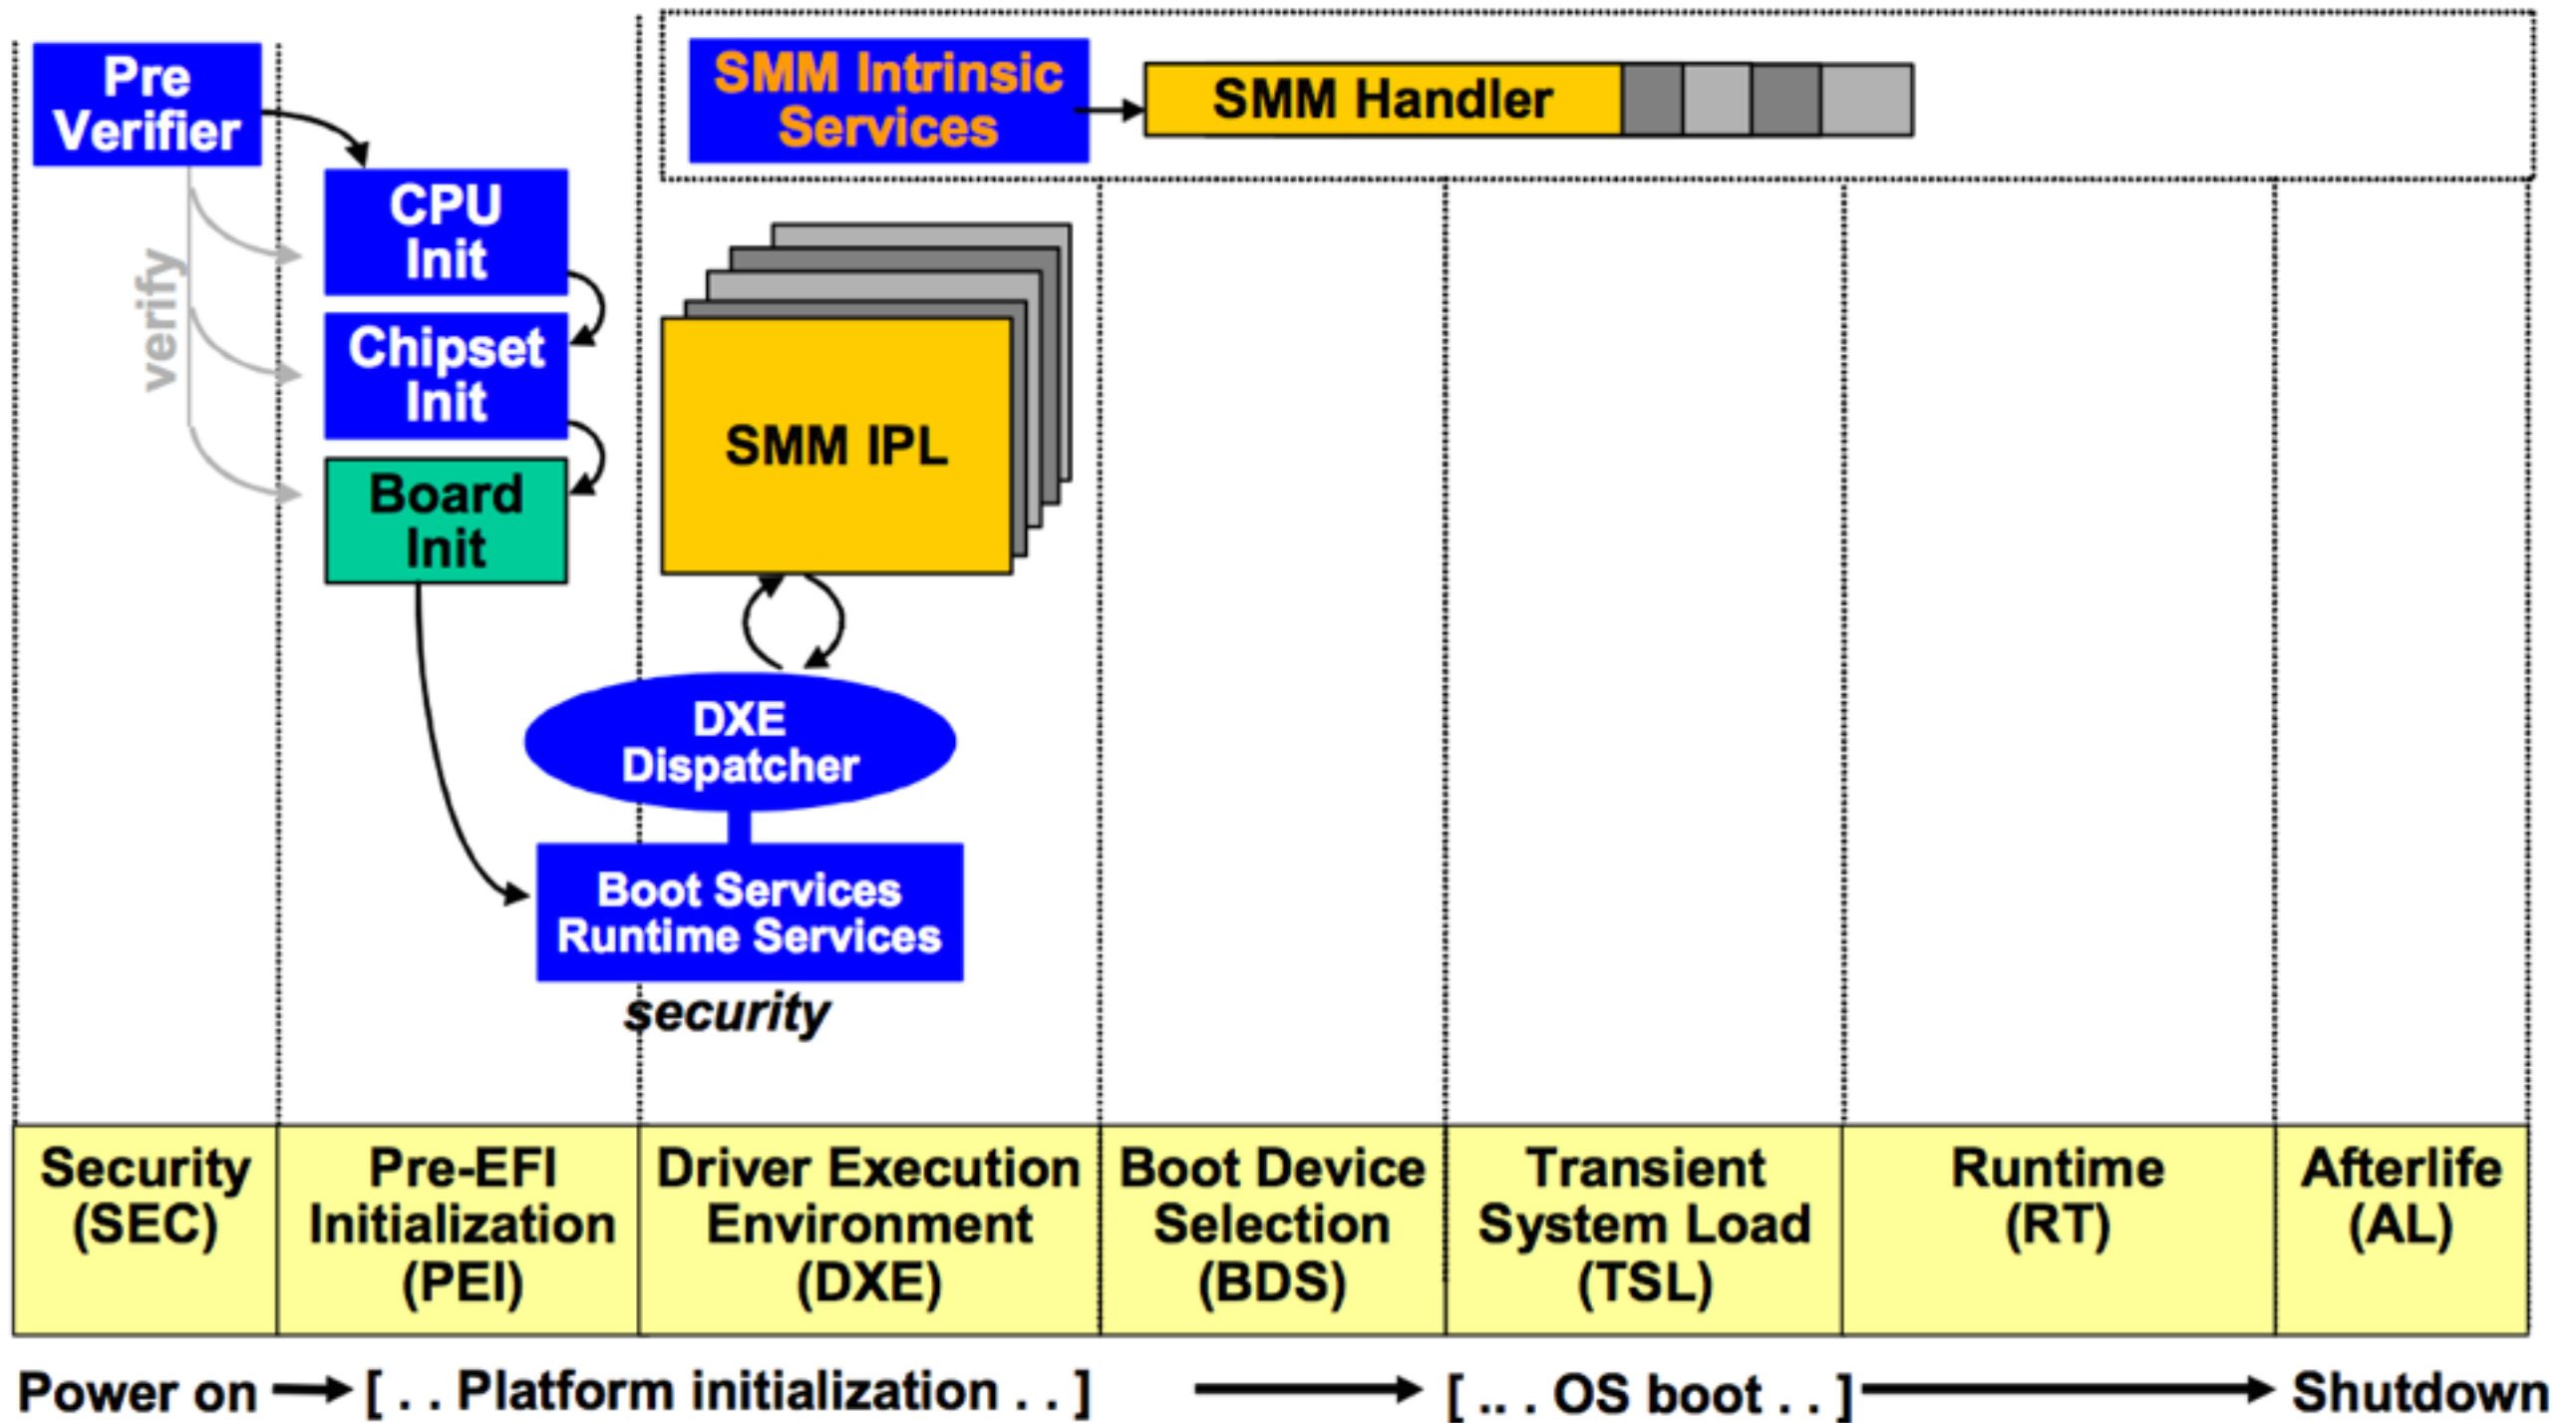 Pre
Verifier
SMM Intrinsic
Services
SMM Handler
verify
CPU
Init
Chipset
Init
Board
Init
SMM IPL
DXE
Dispatcher
Boot Services
Runtime Services
security
Security
(SEC)
Pre-EFI
Initialization
(PEI)
Driver Execution
Environment
(DXE)
Boot Device
Selection
(BDS)
Transient
System Load
(TSL)
Runtime
(RT)
Afterlife
(AL)
Power on [ . . Platform initialization . . ] [ .. . OS boot . . ] Shutdown